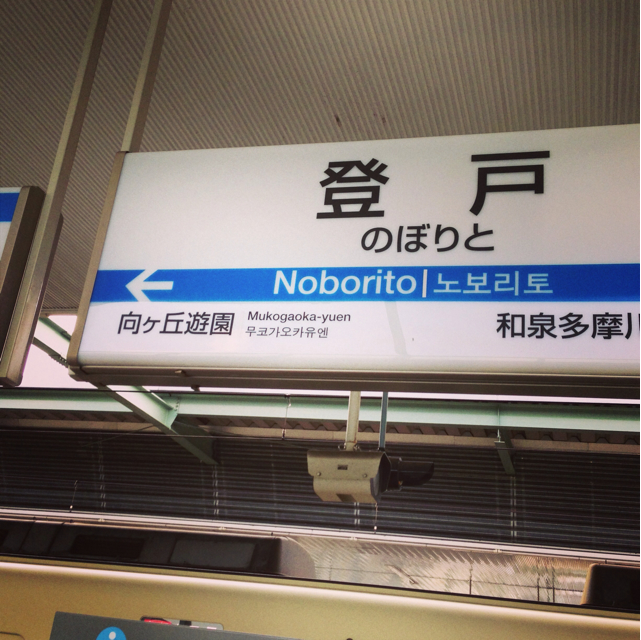 登戸
のぼりと
Noborito|노보리토
向ヶ丘遊園
Mukogaoka-yuen
무코가오카유엔
和泉多摩川